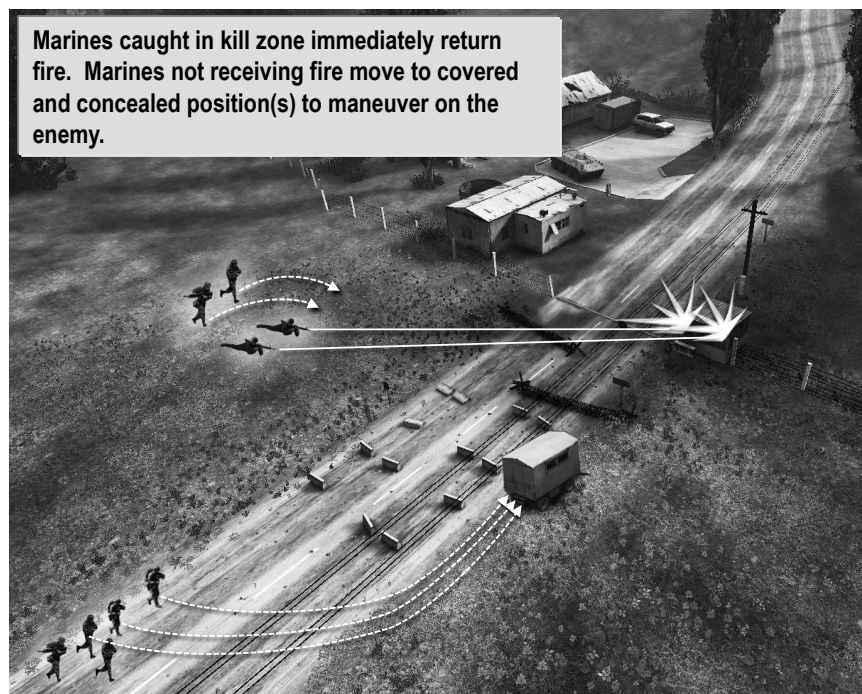 Marines caught in kill zone immediately return
fire.  Marines not receiving fire move to covered
and concealed position(s) to maneuver on the
enemy.